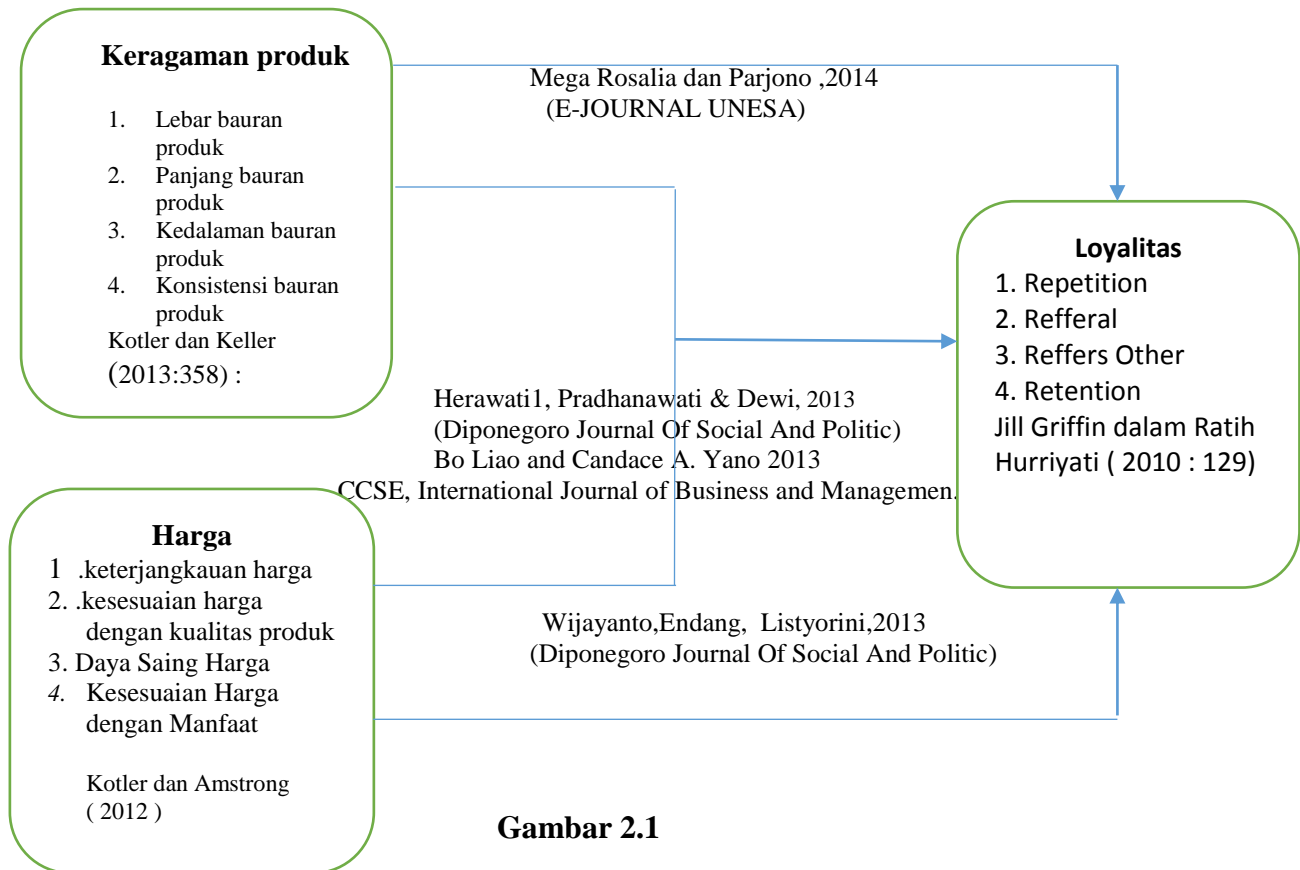 Keragaman produk
1. Lebar bauran
produk
2. Panjang bauran
produk
3. Kedalaman bauran
produk
4. Konsistensi bauran
produk
Kotler dan Keller
(2013:358) :
Mega Rosalia dan Parjono ,2014
(E-JOURNAL UNESA)
Herawati1, Pradhanawati & Dewi, 2013
(Diponegoro Journal Of Social And Politic)
Bo Liao and Candace A. Yano 2013
CCSE, International Journal of Business and Managemen.
Loyalitas
1. Repetition
2. Refferal
3. Reffers Other
4. Retention
Jill Griffin dalam Ratih
Hurriyati ( 2010 : 129)
Harga
1 .keterjangkauan harga
2. .kesesuaian harga
dengan kualitas produk
3. Daya Saing Harga
4. Kesesuaian Harga
dengan Manfaat
Kotler dan Amstrong
( 2012 )
Wijayanto,Endang, Listyorini,2013
(Diponegoro Journal Of Social And Politic)
Gambar 2.1